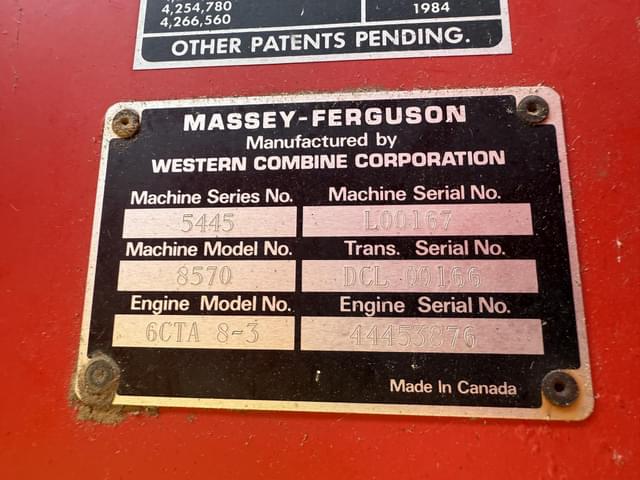 4,254,780
4,266,560 1984
OTHER PATENTS PENDING.
MASSEY-FERGUSON
Manufactured by
WESTERN COMBINE CORPORATION
Machine Series No. Machine Serial No.
5445 L00167
Machine Model No. Trans. Serial No.
8570 DCL 00166
Engine Model No. Engine Serial No.
6CTA 8-3 44453876
Made in Canada